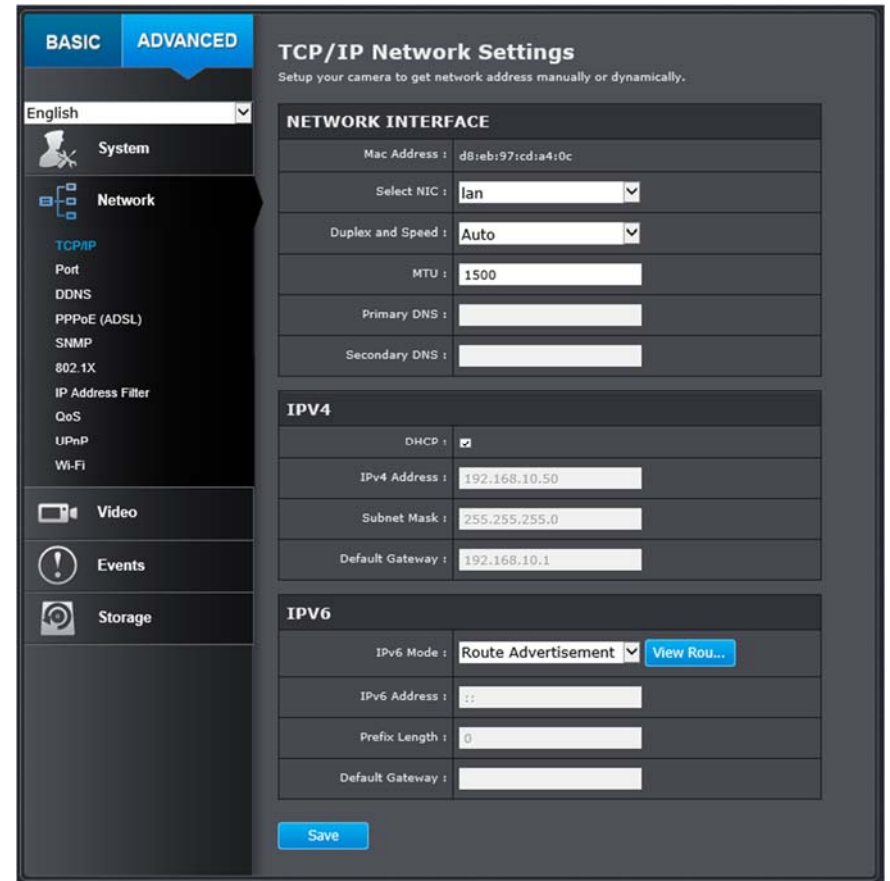 BASIC ADVANCED
English
System
Network
TCP/IP
Port
DDNS
PPPoE (ADSL)
SNMP
802.1X
IP Address Filter
QoS
UPnP
Wi-Fi
Video
Events
Storage
TCP/IP Network Settings
Setup your camera to get network address manually or dynamically.
NETWORK INTERFACE
Mac Address : d8:eb:97:cd:a4:0c
Select NIC : lan
Duplex and Speed : Auto
MTU : 1500
Primary DNS :
Secondary DNS :
IPV4
DHCP :
IPv4 Address : 192.168.10.50
Subnet Mask : 255.255.255.0
Default Gateway : 192.168.10.1
IPV6
IPv6 Mode : Route Advertisement View Rou...
IPv6 Address : ::
Prefix Length : 0
Default Gateway :
Save